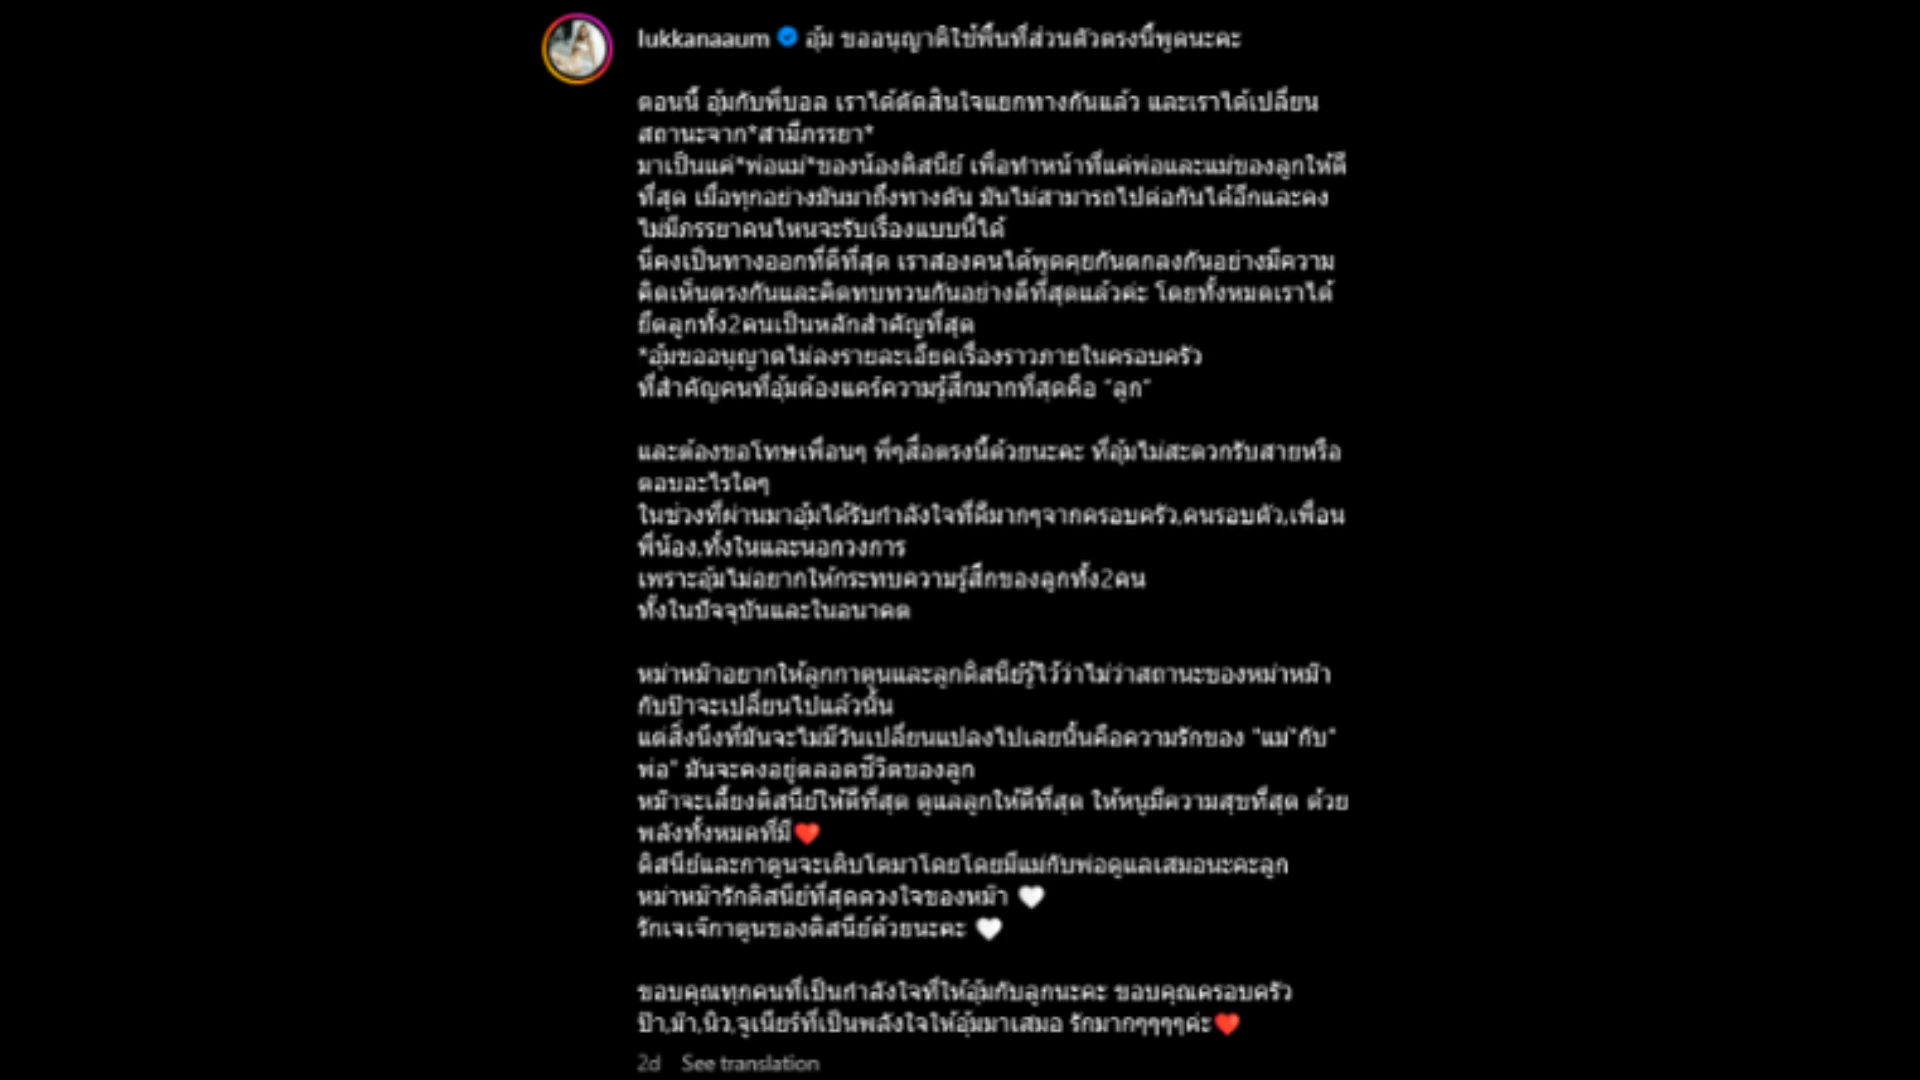 lukkanaaum อุ้ม ขออนุญาติใช้พื้นที่ส่วนตัวตรงนี้พูดนะคะ
ตอนนี้ อุ้มกับพี่บอล เราได้ตัดสินใจแยกทางกันแล้ว และเราได้เปลี่ยน
สถานะจาก*สามีภรรยา*
มาเป็นแค่*พ่อแม่*ของน้องดิสนีย์ เพื่อทำหน้าที่แค่พ่อและแม่ของลูกให้ดี
ที่สุด เมื่อทุกอย่างมันมาถึงทางตัน มันไม่สามารถไปต่อกันได้อีกและคง
ไม่มีภรรยาคนไหนจะรับเรื่องแบบนี้ได้
นี่คงเป็นทางออกที่ดีที่สุด เราสองคนได้พูดคุยกันตกลงกันอย่างมีความ
คิดเห็นตรงกันและคิดทบทวนกันอย่างดีที่สุดแล้วค่ะ โดยทั้งหมดเราได้
ยึดลูกทั้ง2คนเป็นหลักสำคัญที่สุด
*อุ้มขออนุญาตไม่ลงรายละเอียดเรื่องราวภายในครอบครัว
ที่สำคัญคนที่อุ้มต้องแคร์ความรู้สึกมากที่สุดคือ "ลูก"
และต้องขอโทษเพื่อนๆ พี่ๆสื่อตรงนี้ด้วยนะคะ ที่อุ้มไม่สะดวกรับสายหรือ
ตอบอะไรใดๆ
ในช่วงที่ผ่านมาอุ้มได้รับกำลังใจที่ดีมากๆจากครอบครัว,คนรอบตัว,เพื่อน
พี่น้อง,ทั้งในและนอกวงการ
เพราะอุ้มไม่อยากให้กระทบความรู้สึกของลูกทั้ง2คน
ทั้งในปัจจุบันและในอนาคต
หม่าหม๊าอยากให้ลูกกาตูนและลูกดิสนีย์รู้ไว้ว่าไม่ว่าสถานะของหม่าหม๊า
กับป๊าจะเปลี่ยนไปแล้วนั้น
แต่สิ่งนึงที่มันจะไม่มีวันเปลี่ยนแปลงไปเลยนั้นคือความรักของ "แม่"กับ"
พ่อ" มันจะคงอยู่ตลอดชีวิตของลูก
หม๊าจะเลี้ยงดิสนีย์ให้ดีที่สุด ดูแลลูกให้ดีที่สุด ให้หนูมีความสุขที่สุด ด้วย
พลังทั้งหมดที่มี❤️
ดิสนีย์และกาตูนจะเติบโตมาโดยโดยมีแม่กับพ่อดูแลเสมอนะคะลูก
หม่าหม๊ารักดิสนีย์ที่สุดดวงใจของหม๊า 🤍
รักเจเจ๊กาตูนของดิสนีย์ด้วยนะคะ 🤍
ขอบคุณทุกคนที่เป็นกำลังใจที่ให้อุ้มกับลูกนะคะ ขอบคุณครอบครัว
ป๊า,ม๊า,นิว,จูเนียร์ที่เป็นพลังใจให้อุ้มมาเสมอ รักมากๆๆๆๆค่ะ❤️
2d See translation